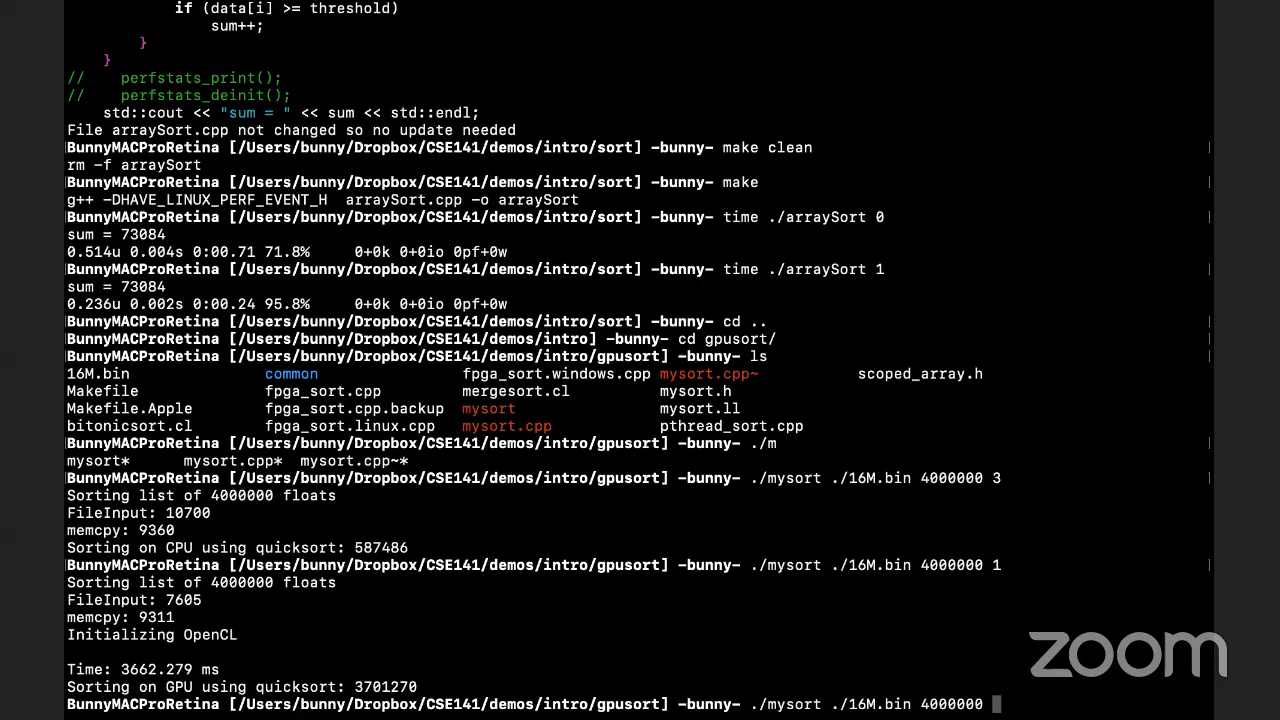 if (data[i] >= threshold)
                sum++;
        }
    }
//    perfstats_print();
//    perfstats_deinit();
    std::cout << "sum = " << sum << std::endl;
File arraySort.cpp not changed so no update needed
BunnyMACProRetina [/Users/bunny/Dropbox/CSE141/demos/intro/sort] -bunny- make clean
rm -f arraySort
BunnyMACProRetina [/Users/bunny/Dropbox/CSE141/demos/intro/sort] -bunny- make
g++ -DHAVE_LINUX_PERF_EVENT_H  arraySort.cpp -o arraySort
BunnyMACProRetina [/Users/bunny/Dropbox/CSE141/demos/intro/sort] -bunny- time ./arraySort 0
sum = 73084
0.514u 0.004s 0:00.71 71.8%     0+0k 0+0io 0pf+0w
BunnyMACProRetina [/Users/bunny/Dropbox/CSE141/demos/intro/sort] -bunny- time ./arraySort 1
sum = 73084
0.236u 0.002s 0:00.24 95.8%     0+0k 0+0io 0pf+0w
BunnyMACProRetina [/Users/bunny/Dropbox/CSE141/demos/intro/sort] -bunny- cd ..
BunnyMACProRetina [/Users/bunny/Dropbox/CSE141/demos/intro] -bunny- cd gpusort/
BunnyMACProRetina [/Users/bunny/Dropbox/CSE141/demos/intro/gpusort] -bunny- ls
16M.bin               common                fpga_sort.windows.cpp mysort.cpp~           scoped_array.h
Makefile              fpga_sort.cpp         mergesort.cl          mysort.h
Makefile.Apple        fpga_sort.cpp.backup  mysort                mysort.ll
bitonicsort.cl        fpga_sort.linux.cpp   mysort.cpp            pthread_sort.cpp
BunnyMACProRetina [/Users/bunny/Dropbox/CSE141/demos/intro/gpusort] -bunny- ./m
mysort*      mysort.cpp*  mysort.cpp~*
BunnyMACProRetina [/Users/bunny/Dropbox/CSE141/demos/intro/gpusort] -bunny- ./mysort ./16M.bin 4000000 3
Sorting list of 4000000 floats
FileInput: 10700
memcpy: 9360
Sorting on CPU using quicksort: 587486
BunnyMACProRetina [/Users/bunny/Dropbox/CSE141/demos/intro/gpusort] -bunny- ./mysort ./16M.bin 4000000 1
Sorting list of 4000000 floats
FileInput: 7605
memcpy: 9311
Initializing OpenCL
Time: 3662.279 ms
Sorting on GPU using quicksort: 3701270
BunnyMACProRetina [/Users/bunny/Dropbox/CSE141/demos/intro/gpusort] -bunny- ./mysort ./16M.bin 4000000
zoom